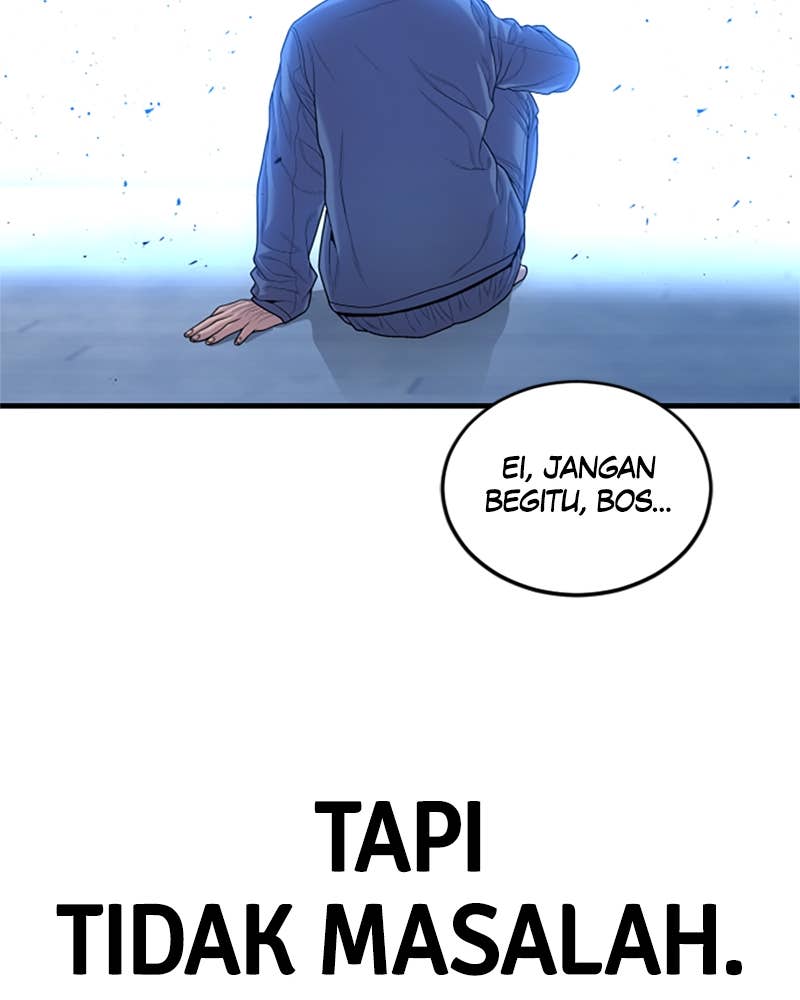 EI, JANGAN
BEGITU, BOS...
TAPI
TIDAK MASALAH.